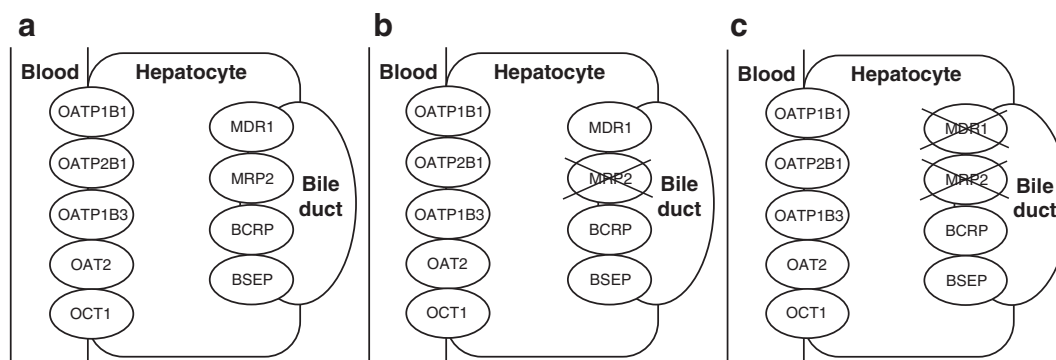 a
Blood
Hepatocyte
OATP1B1
OATP2B1
OATP1B3
OAT2
OCT1
MDR1
MRP2
BCRP
BSEP
Bile
duct
b
Blood
Hepatocyte
OATP1B1
OATP2B1
OATP1B3
OAT2
OCT1
MDR1
MRP2
BCRP
BSEP
Bile
duct
c
Blood
Hepatocyte
OATP1B1
OATP2B1
OATP1B3
OAT2
OCT1
MDR1
MRP2
BCRP
BSEP
Bile
duct